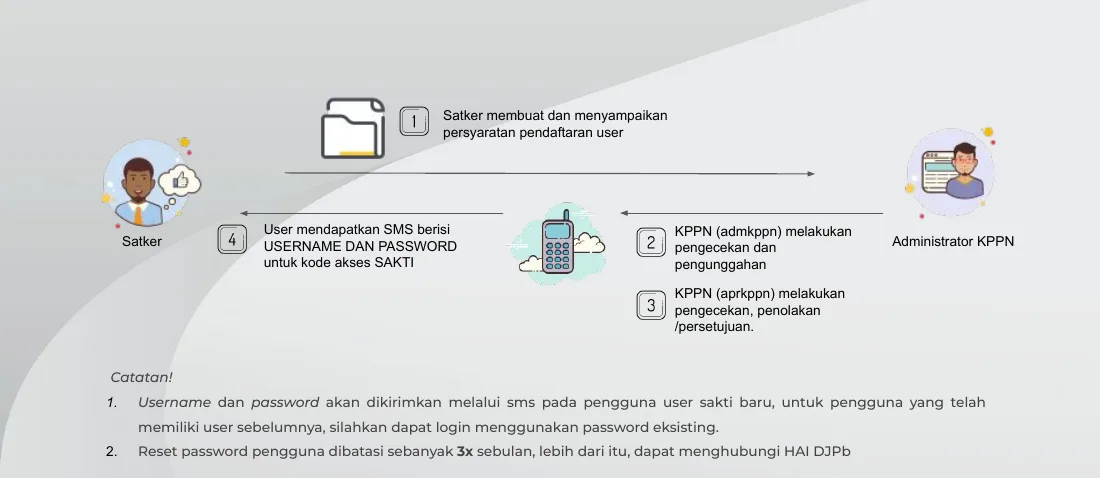 1
Satker membuat dan menyampaikan
persyaratan pendaftaran user
Satker
4
User mendapatkan SMS berisi
USERNAME DAN PASSWORD
untuk kode akses SAKTI
2
KPPN (admkppn) melakukan
pengecekan dan
pengunggahan
Administrator KPPN
3
KPPN (aprkppn) melakukan
pengecekan, penolakan
/persetujuan.
Catatan!
1. Username dan password akan dikirimkan melalui sms pada pengguna user sakti baru, untuk pengguna yang telah
memiliki user sebelumnya, silahkan dapat login menggunakan password eksisting.
2. Reset password pengguna dibatasi sebanyak 3x sebulan, lebih dari itu, dapat menghubungi HAI DJPb